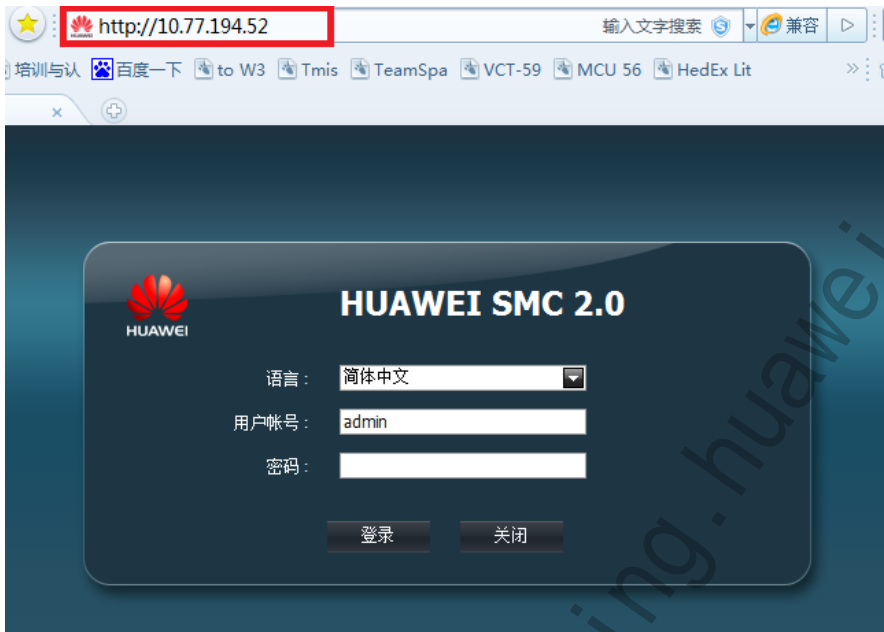 http://10.77.194.52 输入文字搜索 兼容
培训与认 百度一下 to W3 Tmis TeamSpa VCT-59 MCU 56 HedEx Lit
HUAWEI
HUAWEI SMC 2.0
语言:
简体中文
用户帐号:
admin
密码:
登录 关闭
ing.huawei